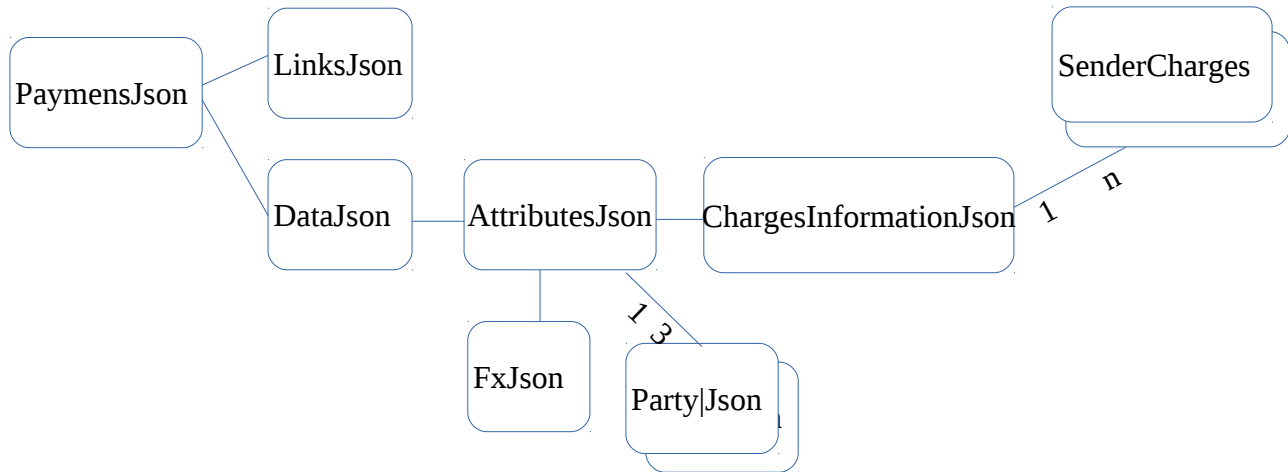 PaymensJson
LinksJson
SenderCharges
DataJson
AttributesJson
ChargesInformationJson
1
n
1
3
FxJson
Party|Json